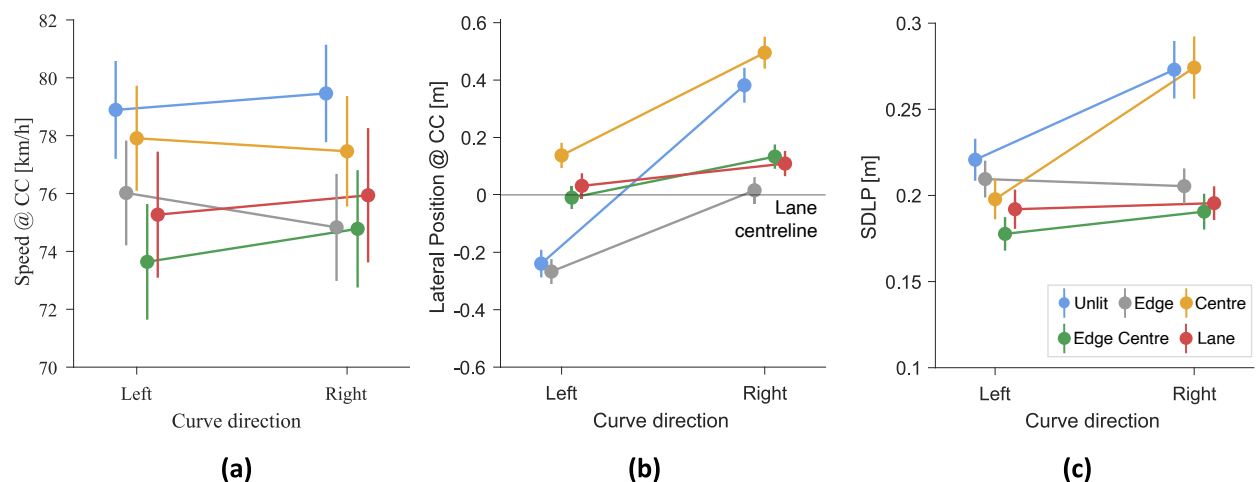 Speed @ CC [km/h]
82
80
78
76
74
72
70
Left
Right
Curve direction
(a)
Lateral Position @ CC [m]
0.6
0.4
0.2
0
-0.2
-0.4
-0.6
Lane
centreline
Left
Right
Curve direction
(b)
SDLP [m]
0.3
0.25
0.2
0.15
0.1
Unlit
Edge
Centre
Edge Centre
Lane
Left
Right
Curve direction
(c)